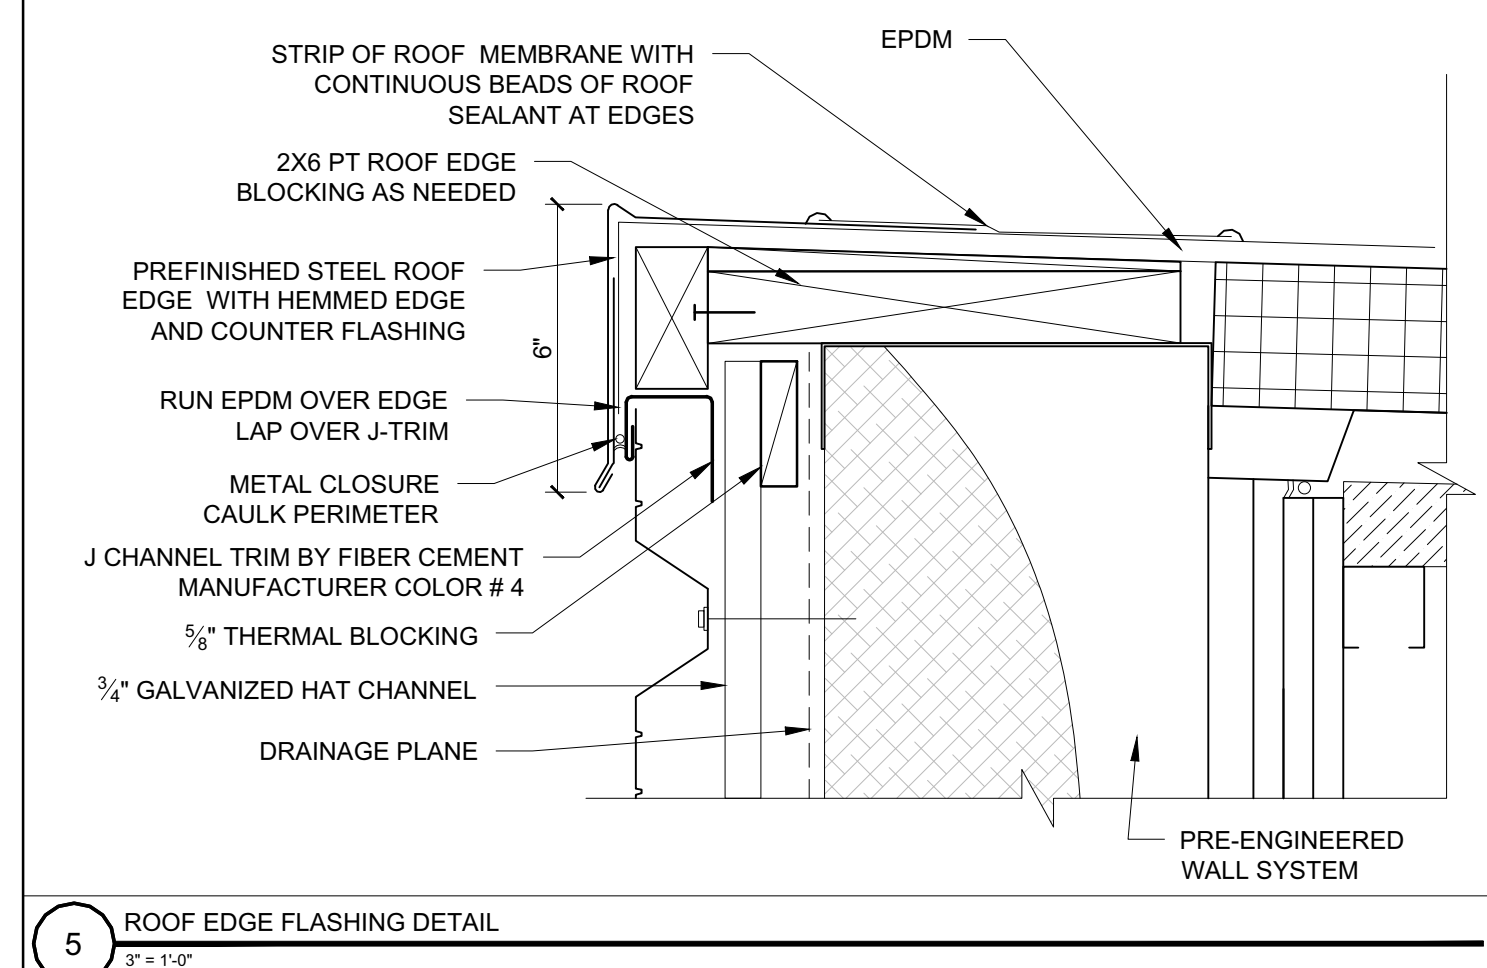 STRIP OF ROOF MEMBRANE WITH
CONTINUOUS BEADS OF ROOF
SEALANT AT EDGES
EPDM
2X6 PT ROOF EDGE
BLOCKING AS NEEDED
PREFINISHED STEEL ROOF
EDGE WITH HEMMED EDGE
AND COUNTER FLASHING
6"
RUN EPDM OVER EDGE
LAP OVER J-TRIM
METAL CLOSURE
CAULK PERIMETER
J CHANNEL TRIM BY FIBER CEMENT
MANUFACTURER COLOR # 4
5⁄8" THERMAL BLOCKING
3⁄4" GALVANIZED HAT CHANNEL
DRAINAGE PLANE
PRE-ENGINEERED
WALL SYSTEM
5
ROOF EDGE FLASHING DETAIL
3" = 1'-0"